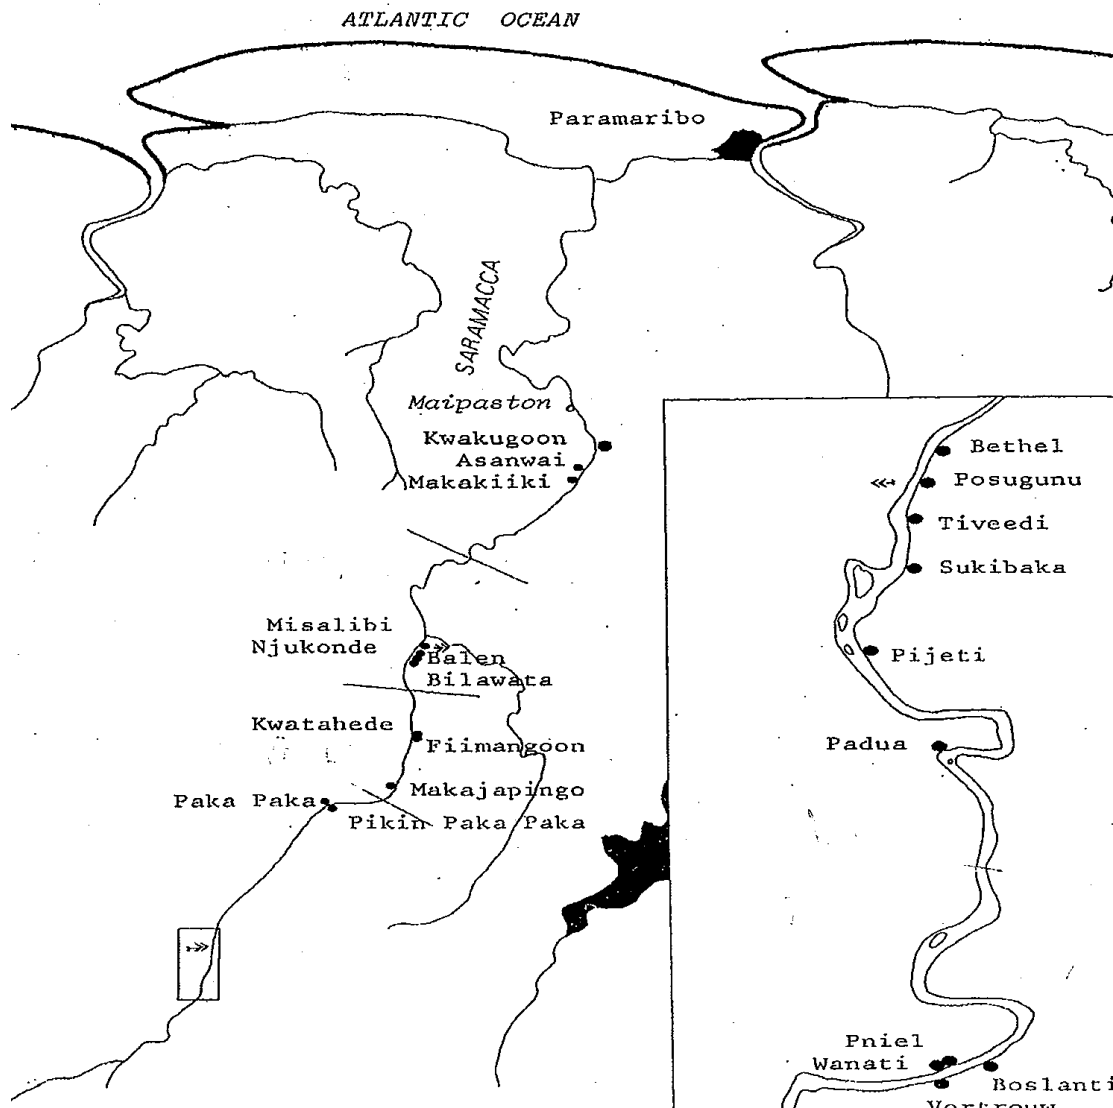 ATLANTIC OCEAN
Paramaribo
SARAMACCA
Maipaston
Kwakugoon
Asanwai
Makakiiki
Misalibi
Njukonde
Balen
Bilawata
Kwatahede
Fiimangoon
Makajapingo
Paka Paka
Pikin Paka Paka
Bethel
Posugunu
Tiveedi
Sukibaka
Pijeti
Padua
Pniel
Wanati
Boslanti